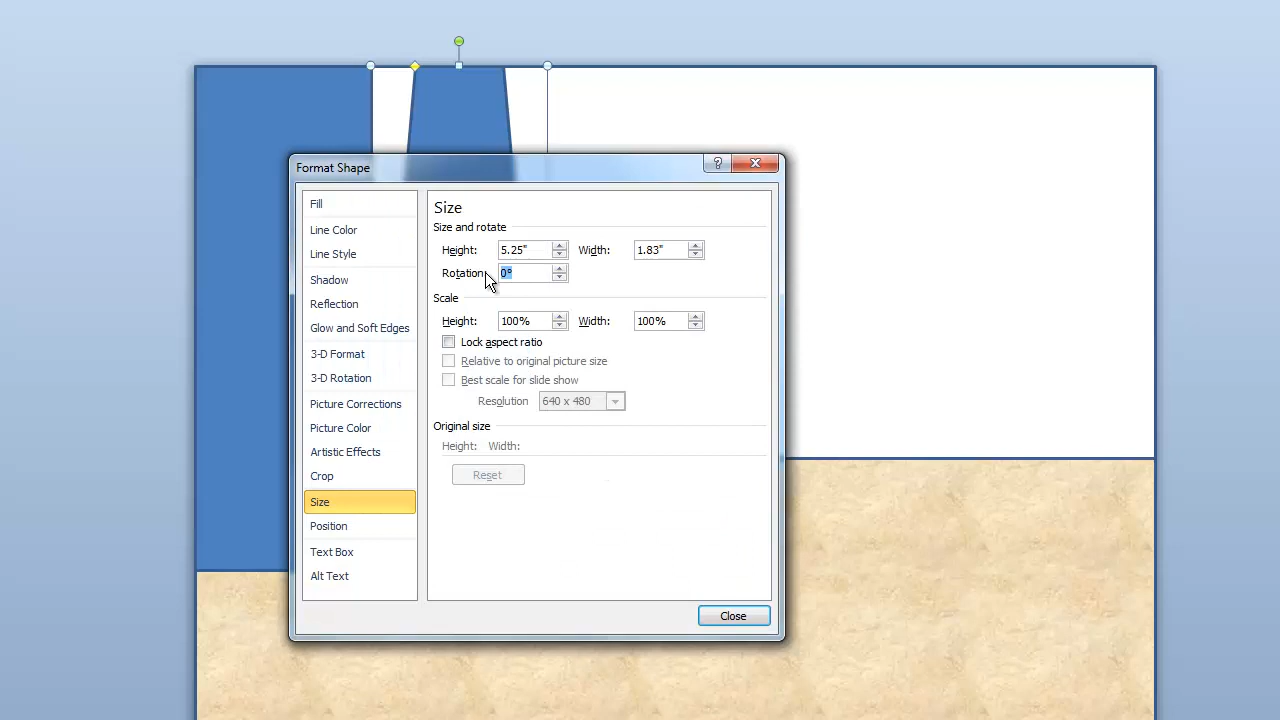 Format Shape
?
Fill
Line Color
Line Style
Shadow
Reflection
Glow and Soft Edges
3-D Format
3-D Rotation
Picture Corrections
Picture Color
Artistic Effects
Crop
Size
Position
Text Box
Alt Text
Size
Size and rotate
Height: 5.25" Width: 1.83"
Rotation: 0°
Scale
Height: 100% Width: 100%
Lock aspect ratio
Relative to original picture size
Best scale for slide show
Resolution 640 x 480
Original size
Height: Width:
Reset
Close